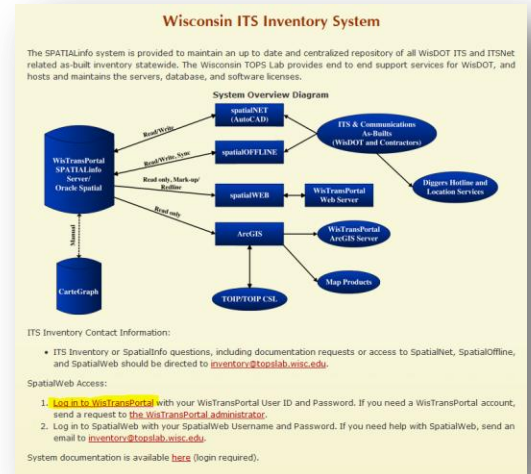 Wisconsin ITS Inventory System
The SPATIALinfo system is provided to maintain an up to date and centralized repository of all WisDOT ITS and ITSNet
related as-built inventory statewide. The Wisconsin TOPS Lab provides end to end support services for WisDOT, and
hosts and maintains the servers, database, and software licenses.
System Overview Diagram
WisTransPortal
SPATIALinfo
Server/
Oracle Spatial
Manual
CarteGraph
Read/Write
Read/Write, Sync
Read only, Mark-up/
Redline
Read only
spatialNET
(AutoCAD)
spatialOFFLINE
spatialWEB
ArcGIS
TOIP/TOIP CSL
ITS & Communications
As-Builts
(WisDOT and Contractors)
Diggers Hotline and
Location Services
WisTransPortal
Web Server
WisTransPortal
ArcGIS Server
Map Products
ITS Inventory Contact Information:
• ITS Inventory or SpatialInfo questions, including documentation requests or access to SpatialNet, SpatialOffline,
and SpatialWeb should be directed to inventory@topslab.wisc.edu.
SpatialWeb Access:
1. Log in to WisTransPortal with your WisTransPortal User ID and Password. If you need a WisTransPortal account,
send a request to the WisTransPortal administrator.
2. Log in to SpatialWeb with your SpatialWeb Username and Password. If you need help with SpatialWeb, send an
email to inventory@topslab.wisc.edu.
System documentation is available here (login required).